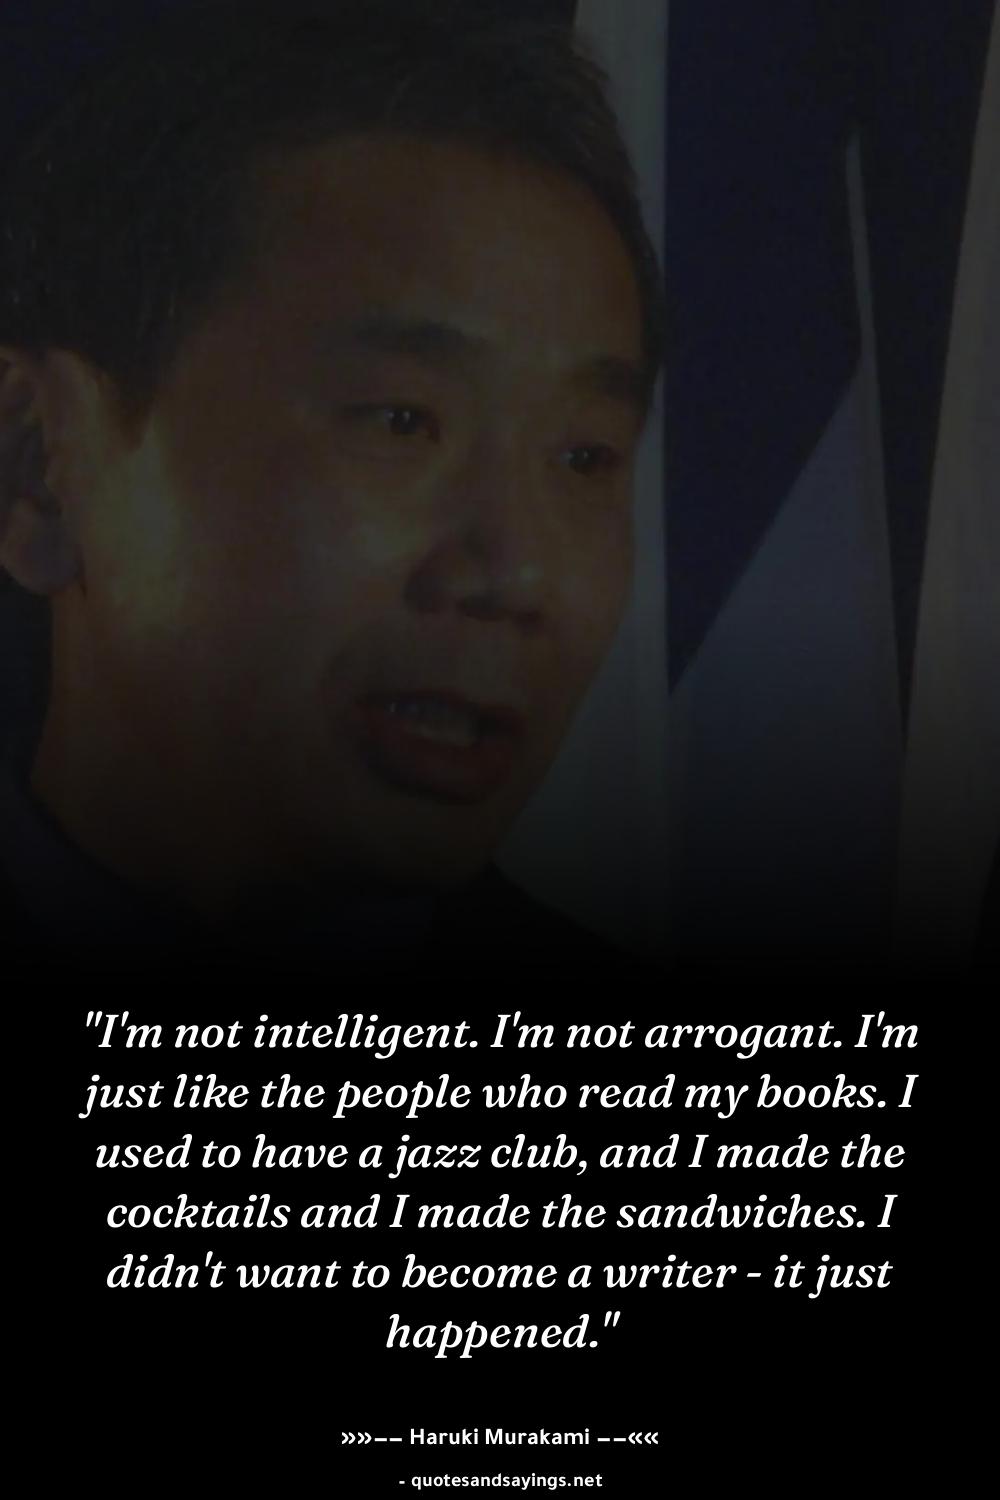 "I'm not intelligent. I'm not arrogant. I'm
just like the people who read my books. I
used to have a jazz club, and I made the
cocktails and I made the sandwiches. I
didn't want to become a writer - it just
happened."
»»−− Haruki Murakami −−««
- quotesandsayings.net